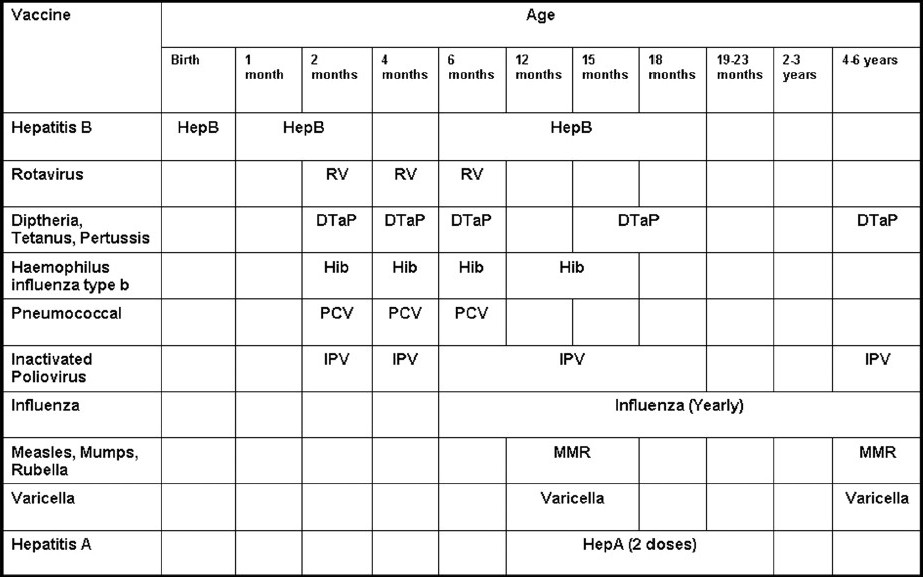 Vaccine
Age
Birth
1 month
2 months
4 months
6 months
12 months
15 months
18 months
19-23 months
2-3 years
4-6 years
Hepatitis B HepB HepB HepB
Rotavirus RV RV RV
Diptheria,
Tetanus, Pertussis DTaP DTaP DTaP DTaP DTaP
Haemophilus
influenza type b Hib Hib Hib Hib
Pneumococcal PCV PCV PCV
Inactivated
Poliovirus IPV IPV IPV IPV
Influenza Influenza (Yearly)
Measles, Mumps,
Rubella MMR MMR
Varicella Varicella Varicella
Hepatitis A HepA (2 doses)